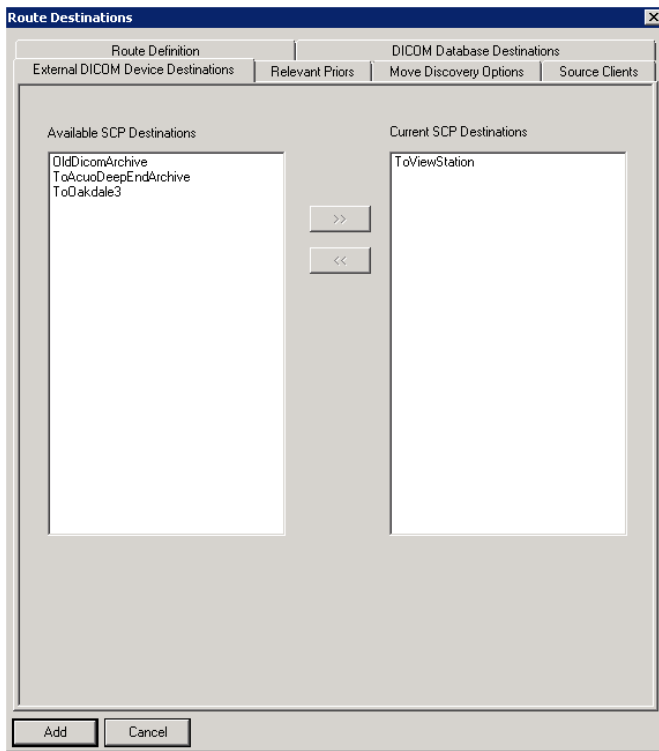 Route Destinations
Route Definition
DICOM Database Destinations
External DICOM Device Destinations
Relevant Priors
Move Discovery Options
Source Clients
Available SCP Destinations
Current SCP Destinations
OldDicomArchive
ToAcuoDeepEndArchive
ToOakdale3
ToViewStation
>>
<<
Add
Cancel